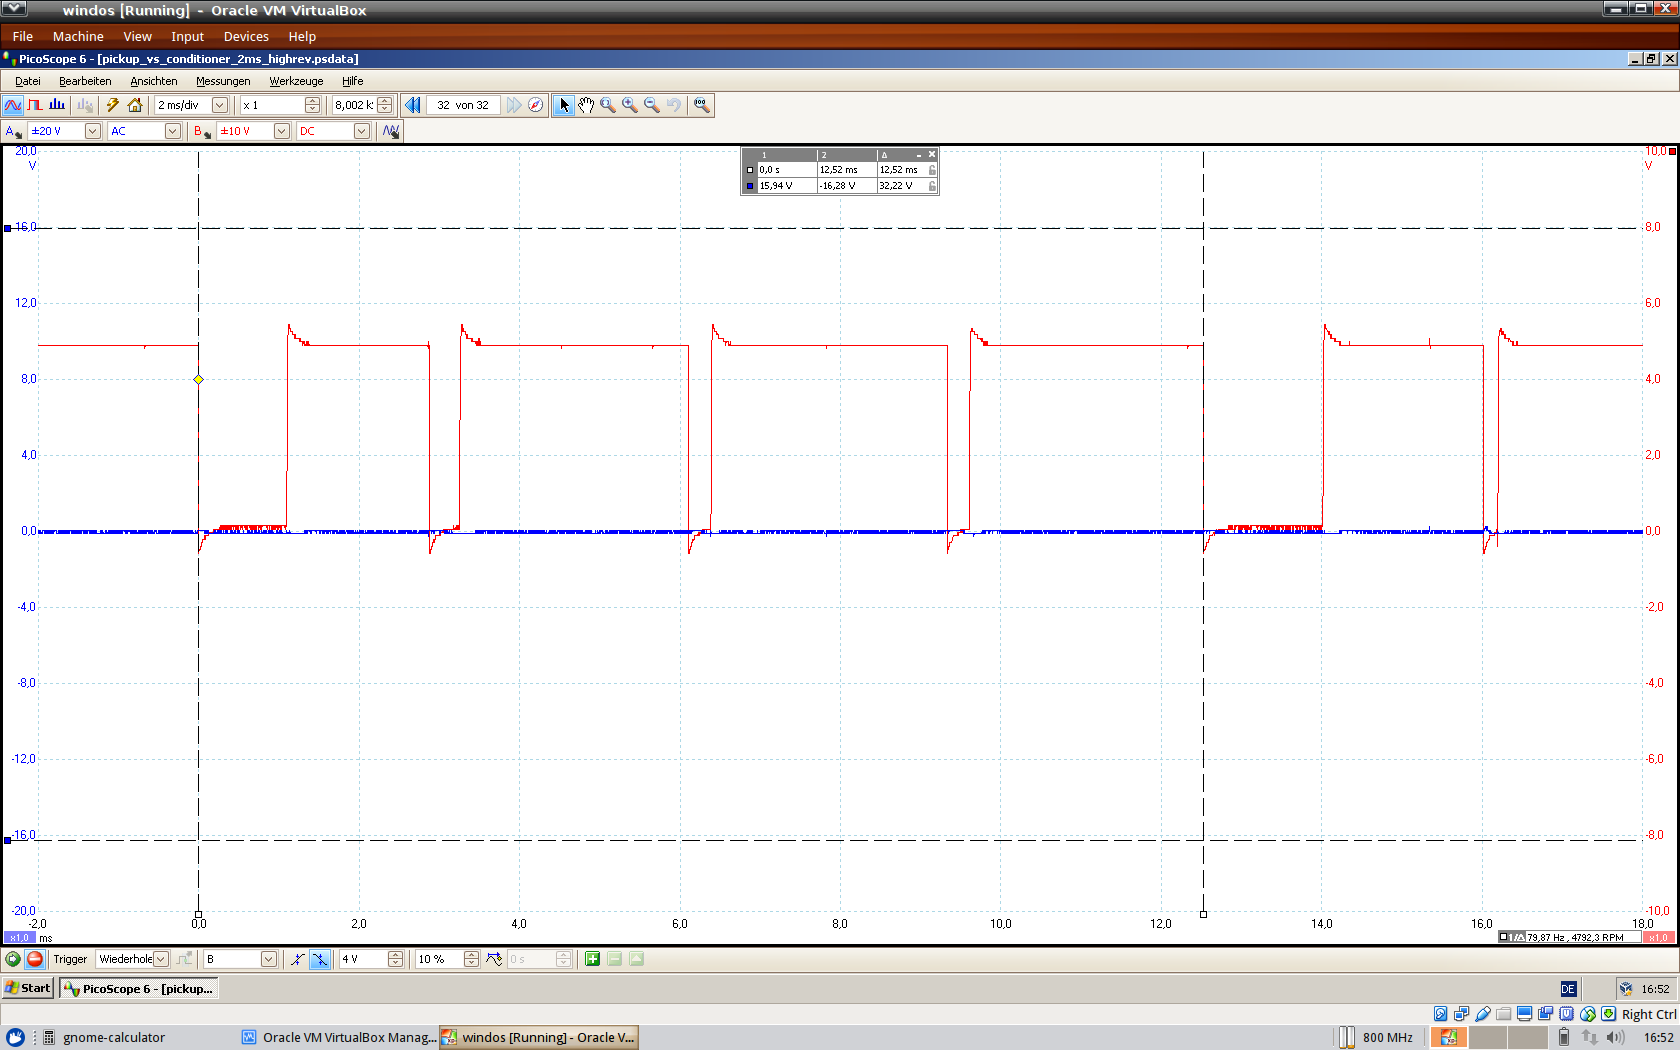 windos [Running] - Oracle VM VirtualBox
File Machine View Input Devices Help
PicoScope 6 - [pickup_vs_conditioner_2ms_highrev.psdata]
Datei Bearbeiten Ansichten Messungen Werkzeuge Hilfe
2 ms/div x 1 8,002 k: 32 von 32
A ±20 V AC B ±10 V DC
20,0 10,0
V V
1 2 Δ
0,0 s 12,52 ms 12,52 ms
15,94 V -16,28 V 32,22 V
16,0 8,0
12,0 6,0
8,0 4,0
4,0 2,0
0,0 0,0
-4,0 -2,0
-8,0 -4,0
-12,0 -6,0
-16,0 -8,0
-20,0 -10,0
-2,0 0,0 2,0 4,0 6,0 8,0 10,0 12,0 14,0 16,0 18,0
x1,0 ms 1/Δ 79,87 Hz , 4792,3 RPM x1,0
Trigger Wiederhole B 4 V 10 % 0 s
Start PicoScope 6 - [pickup... DE 16:52
Right Ctrl
gnome-calculator Oracle VM VirtualBox Manag... windos [Running] - Oracle V... 800 MHz 16:52